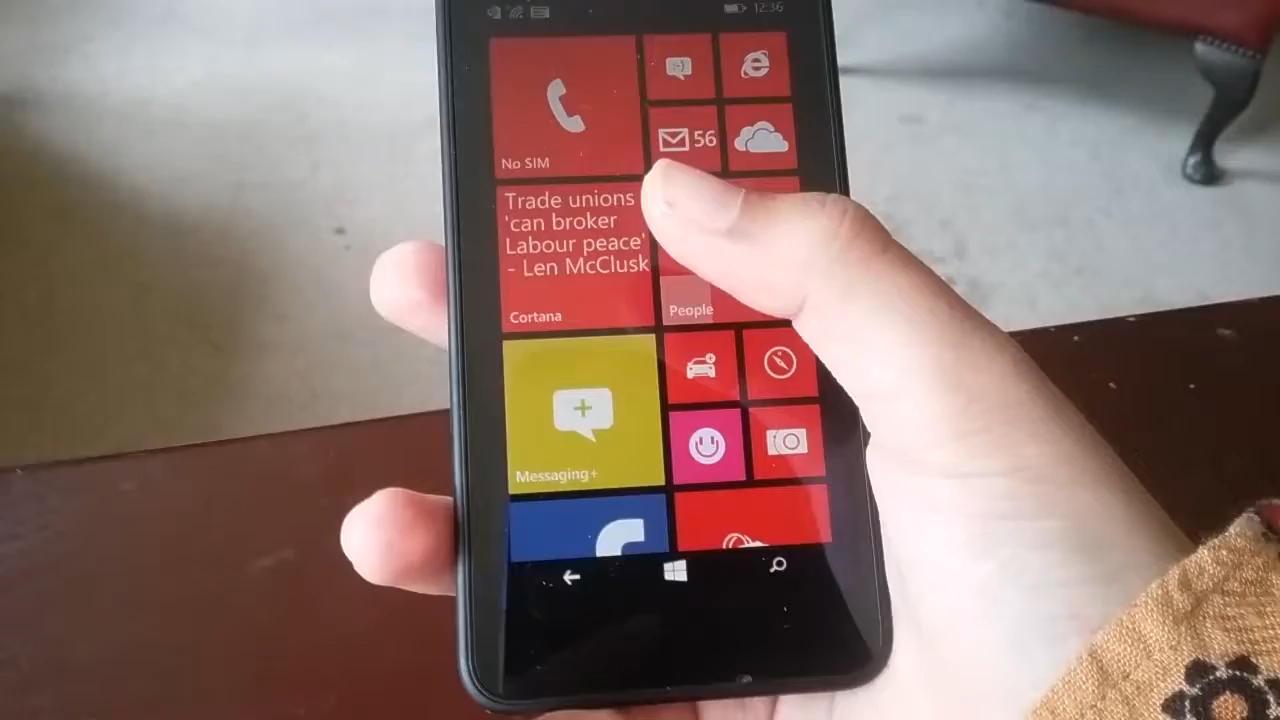 12:36
No SIM
56
Trade unions
'can broker
Labour peace'
- Len McClusk
Cortana
People
Messaging+